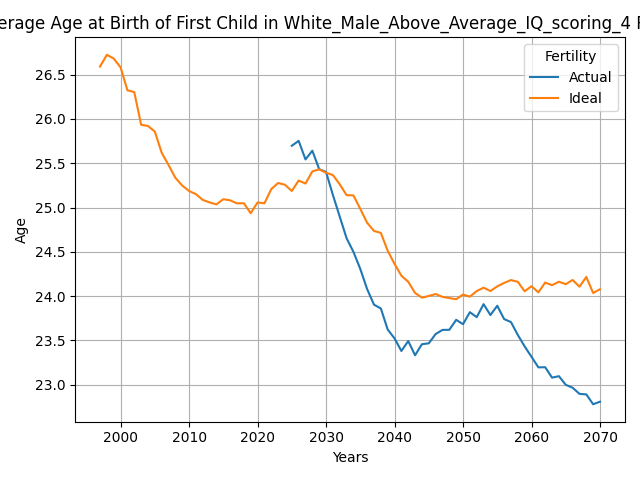 Average Age at Birth of First Child in White_Male_Above_Average_IQ_scoring_4
Fertility
Actual
Ideal
26.5
26.0
25.5
25.0
24.5
24.0
23.5
23.0
Age
2000 2010 2020 2030 2040 2050 2060 2070
Years